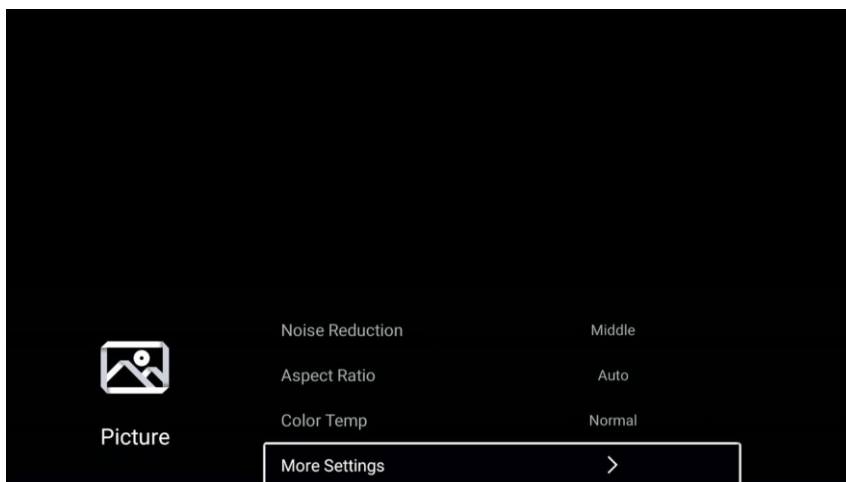 Noise Reduction Middle
Aspect Ratio Auto
Color Temp Normal
Picture
More Settings